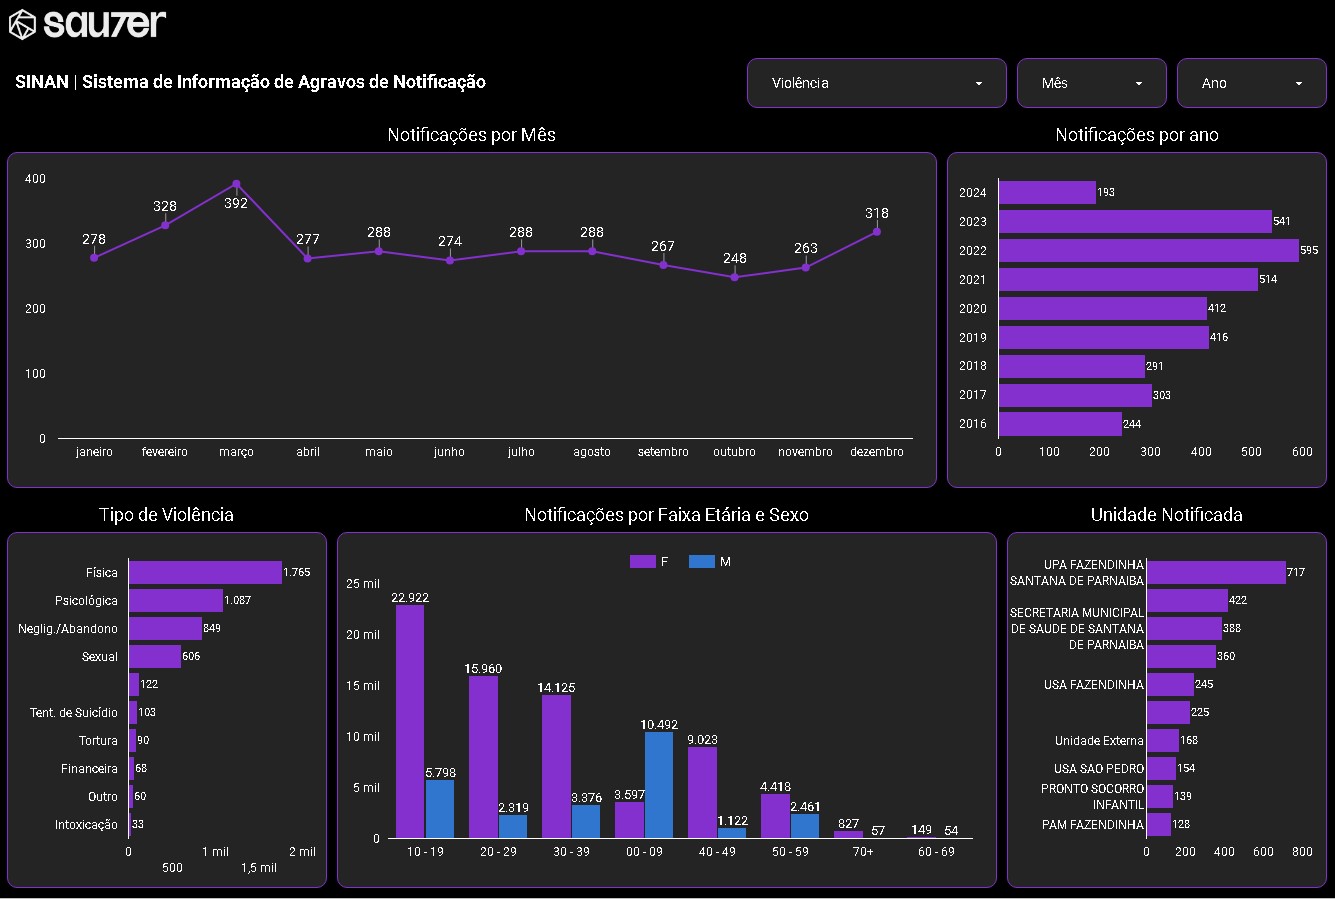 sau7er
SINAN | Sistema de Informação de Agravos de Notificação
Violência
Mês
Ano
Notificações por Mês
400
300
200
100
0
278
328
392
277
288
274
288
288
267
248
263
318
janeiro
fevereiro
março
abril
maio
junho
julho
agosto
setembro
outubro
novembro
dezembro
Notificações por ano
2024 193
2023 541
2022 595
2021 514
2020 412
2019 416
2018 291
2017 303
2016 244
0 100 200 300 400 500 600
Tipo de Violência
Física 1.765
Psicológica 1.087
Neglig./Abandono 849
Sexual 606
122
Tent. de Suicídio 103
Tortura 90
Financeira 68
Outro 60
Intoxicação 33
0 1 mil 2 mil
500 1,5 mil
Notificações por Faixa Etária e Sexo
F M
25 mil
20 mil
15 mil
10 mil
5 mil
0
22.922
5.798
15.960
2.319
14.125
3.376
3.597
10.492
9.023
1.122
4.418
2.461
827
57
149
54
10 - 19
20 - 29
30 - 39
00 - 09
40 - 49
50 - 59
70+
60 - 69
Unidade Notificada
UPA FAZENDINHA
SANTANA DE PARNAIBA
717
422
SECRETARIA MUNICIPAL
DE SAUDE DE SANTANA
DE PARNAIBA
388
360
USA FAZENDINHA 245
225
Unidade Externa 168
USA SAO PEDRO 154
PRONTO SOCORRO
INFANTIL
139
PAM FAZENDINHA 128
0 200 400 600 800